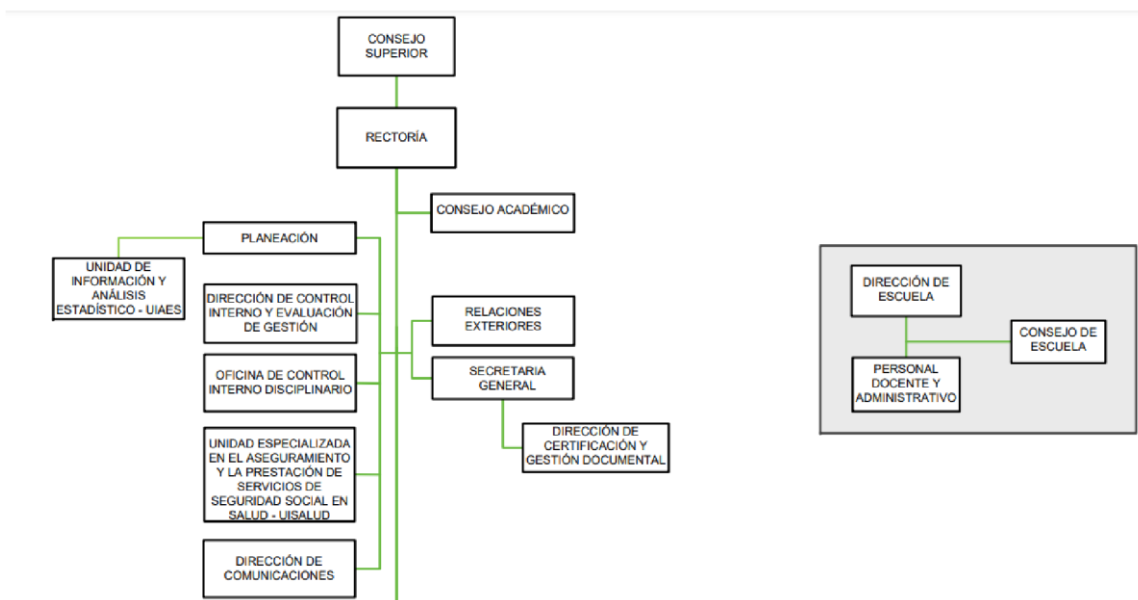 CONSEJO
SUPERIOR
RECTORÍA
CONSEJO ACADÉMICO
PLANEACIÓN
UNIDAD DE
INFORMACIÓN Y
ANÁLISIS
ESTADÍSTICO - UIAES
DIRECCIÓN DE CONTROL
INTERNO Y EVALUACIÓN
DE GESTIÓN
RELACIONES
EXTERIORES
OFICINA DE CONTROL
INTERNO DISCIPLINARIO
SECRETARIA
GENERAL
DIRECCIÓN DE
CERTIFICACIÓN Y
GESTIÓN DOCUMENTAL
UNIDAD ESPECIALIZADA
EN EL ASEGURAMIENTO
Y LA PRESTACIÓN DE
SERVICIOS DE
SEGURIDAD SOCIAL EN
SALUD - UISALUD
DIRECCIÓN DE
COMUNICACIONES
DIRECCIÓN DE
ESCUELA
CONSEJO DE
ESCUELA
PERSONAL
DOCENTE Y
ADMINISTRATIVO